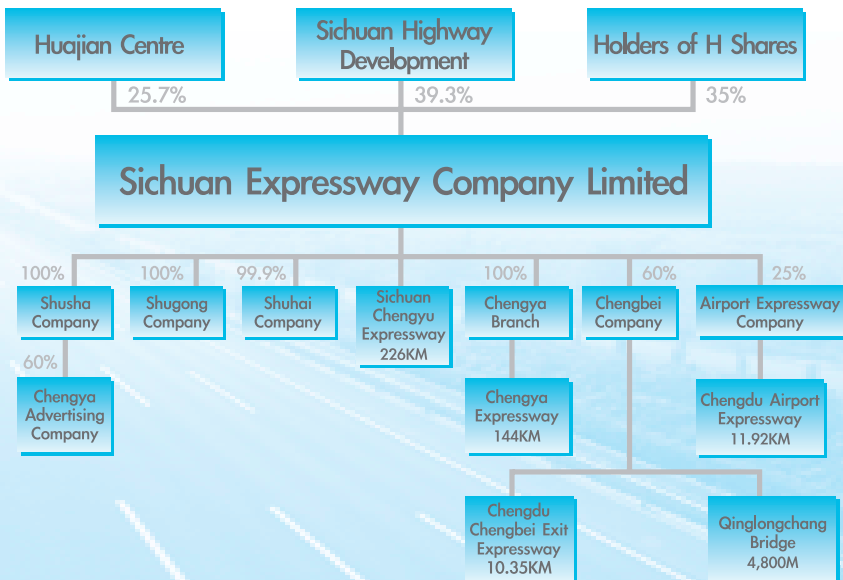 Huajian Centre
Sichuan Highway
Development
Holders of H Shares
25.7%
39.3%
35%
Sichuan Expressway Company Limited
100%
100%
99.9%
100%
60%
25%
Shusha
Company
Shugong
Company
Shuhai
Company
Sichuan
Chengyu
Expressway
226KM
Chengya
Branch
Chengbei
Company
Airport Expressway
Company
60%
Chengya
Advertising
Company
Chengya
Expressway
144KM
Chengdu Airport
Expressway
11.92KM
Chengdu
Chengbei Exit
Expressway
10.35KM
Qinglongchang
Bridge
4,800M